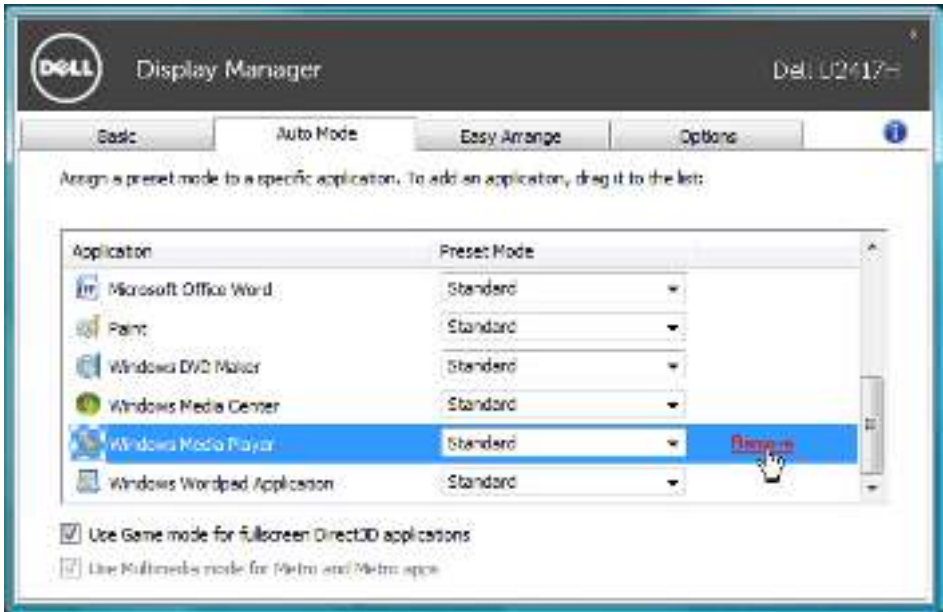 DELL
Display Manager
Dell U2417H
Basic
Auto Mode
Easy Arrange
Options
Assign a preset mode to a specific application. To add an application, drag it to the list:
Application
Preset Mode
Microsoft Office Word
Standard
Paint
Standard
Windows DVD Maker
Standard
Windows Media Center
Standard
Windows Media Player
Standard
Remove
Windows Wordpad Application
Standard
Use Game mode for fullscreen Direct3D applications
Use Multimedia mode for Metro and Metro apps